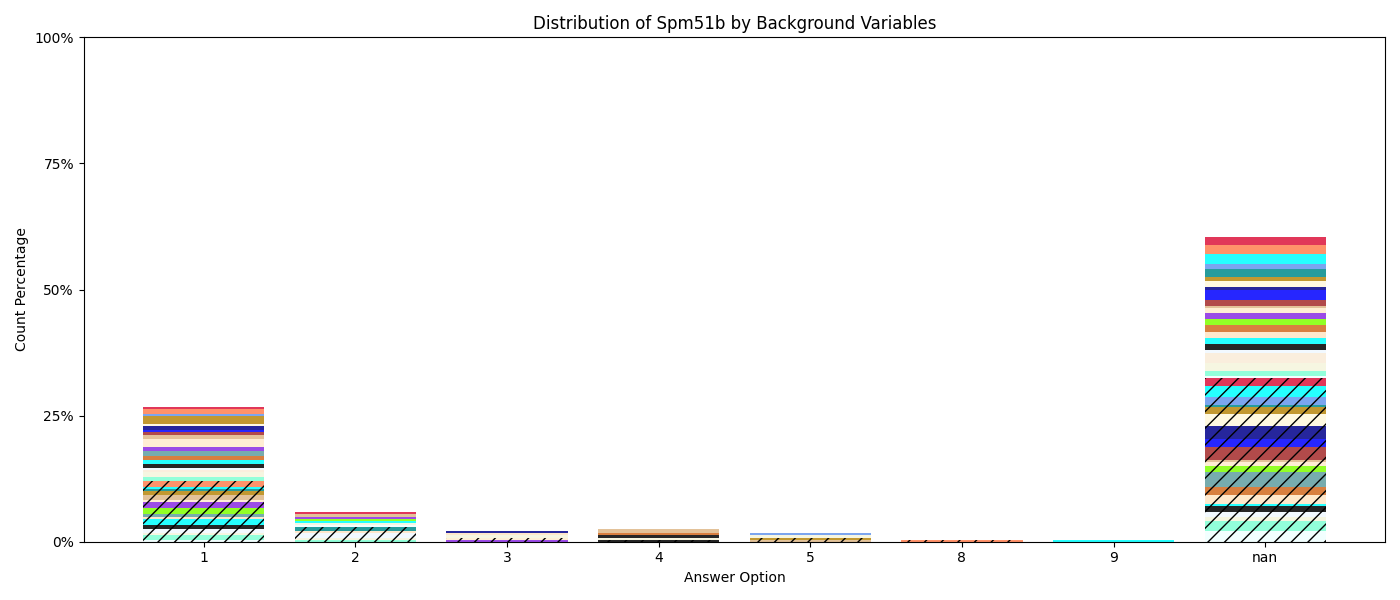 Distribution of Spm51b by Background Variables
100%
75%
50%
25%
0%
Count Percentage
1 2 3 4 5 8 9 nan
Answer Option